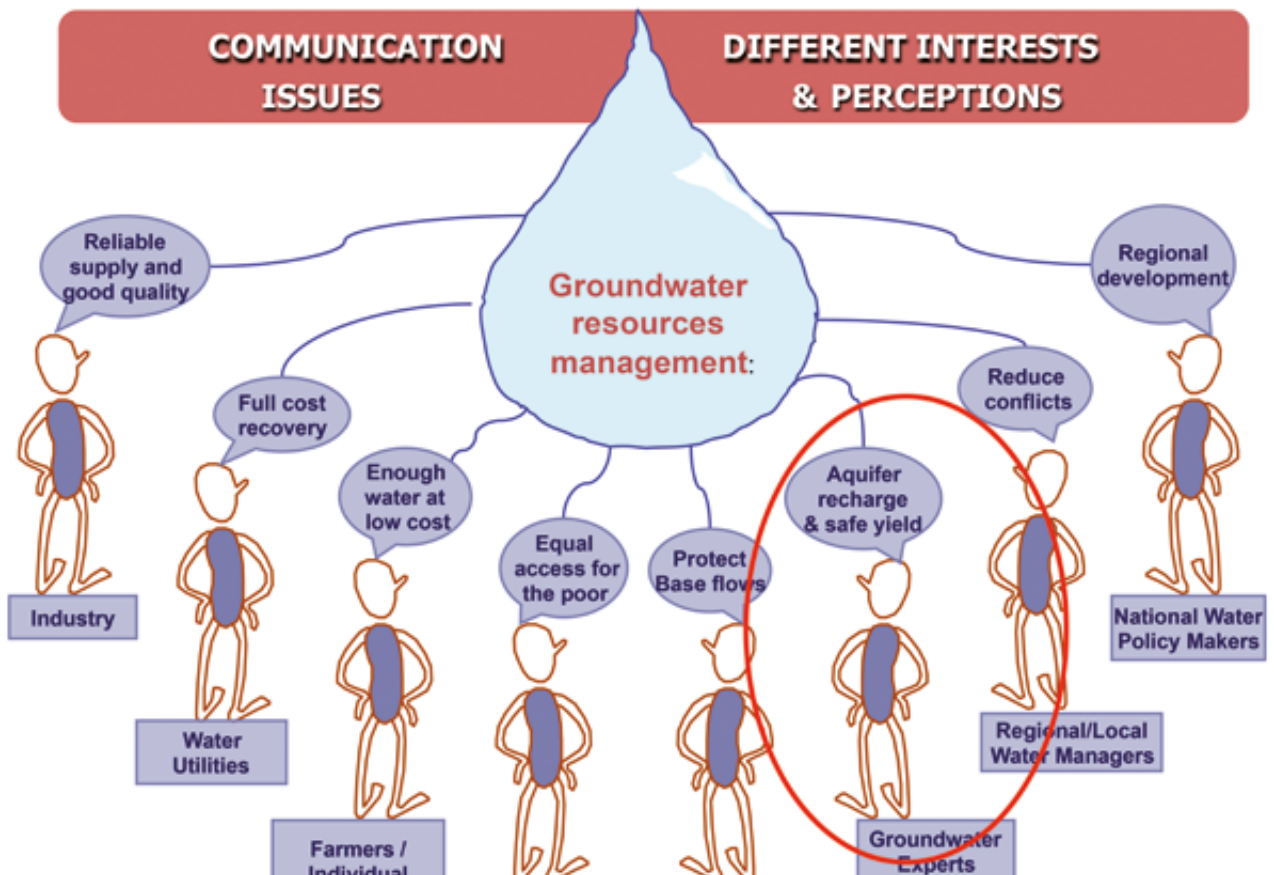 COMMUNICATION
ISSUES
DIFFERENT INTERESTS
& PERCEPTIONS
Groundwater
resources
management:
Reliable
supply and
good quality
Industry
Full cost
recovery
Water
Utilities
Enough
water at
low cost
Farmers /
Individual
Equal
access for
the poor
Protect
Base flows
Aquifer
recharge
& safe yield
Groundwater
Experts
Reduce
conflicts
Regional/Local
Water Managers
Regional
development
National Water
Policy Makers